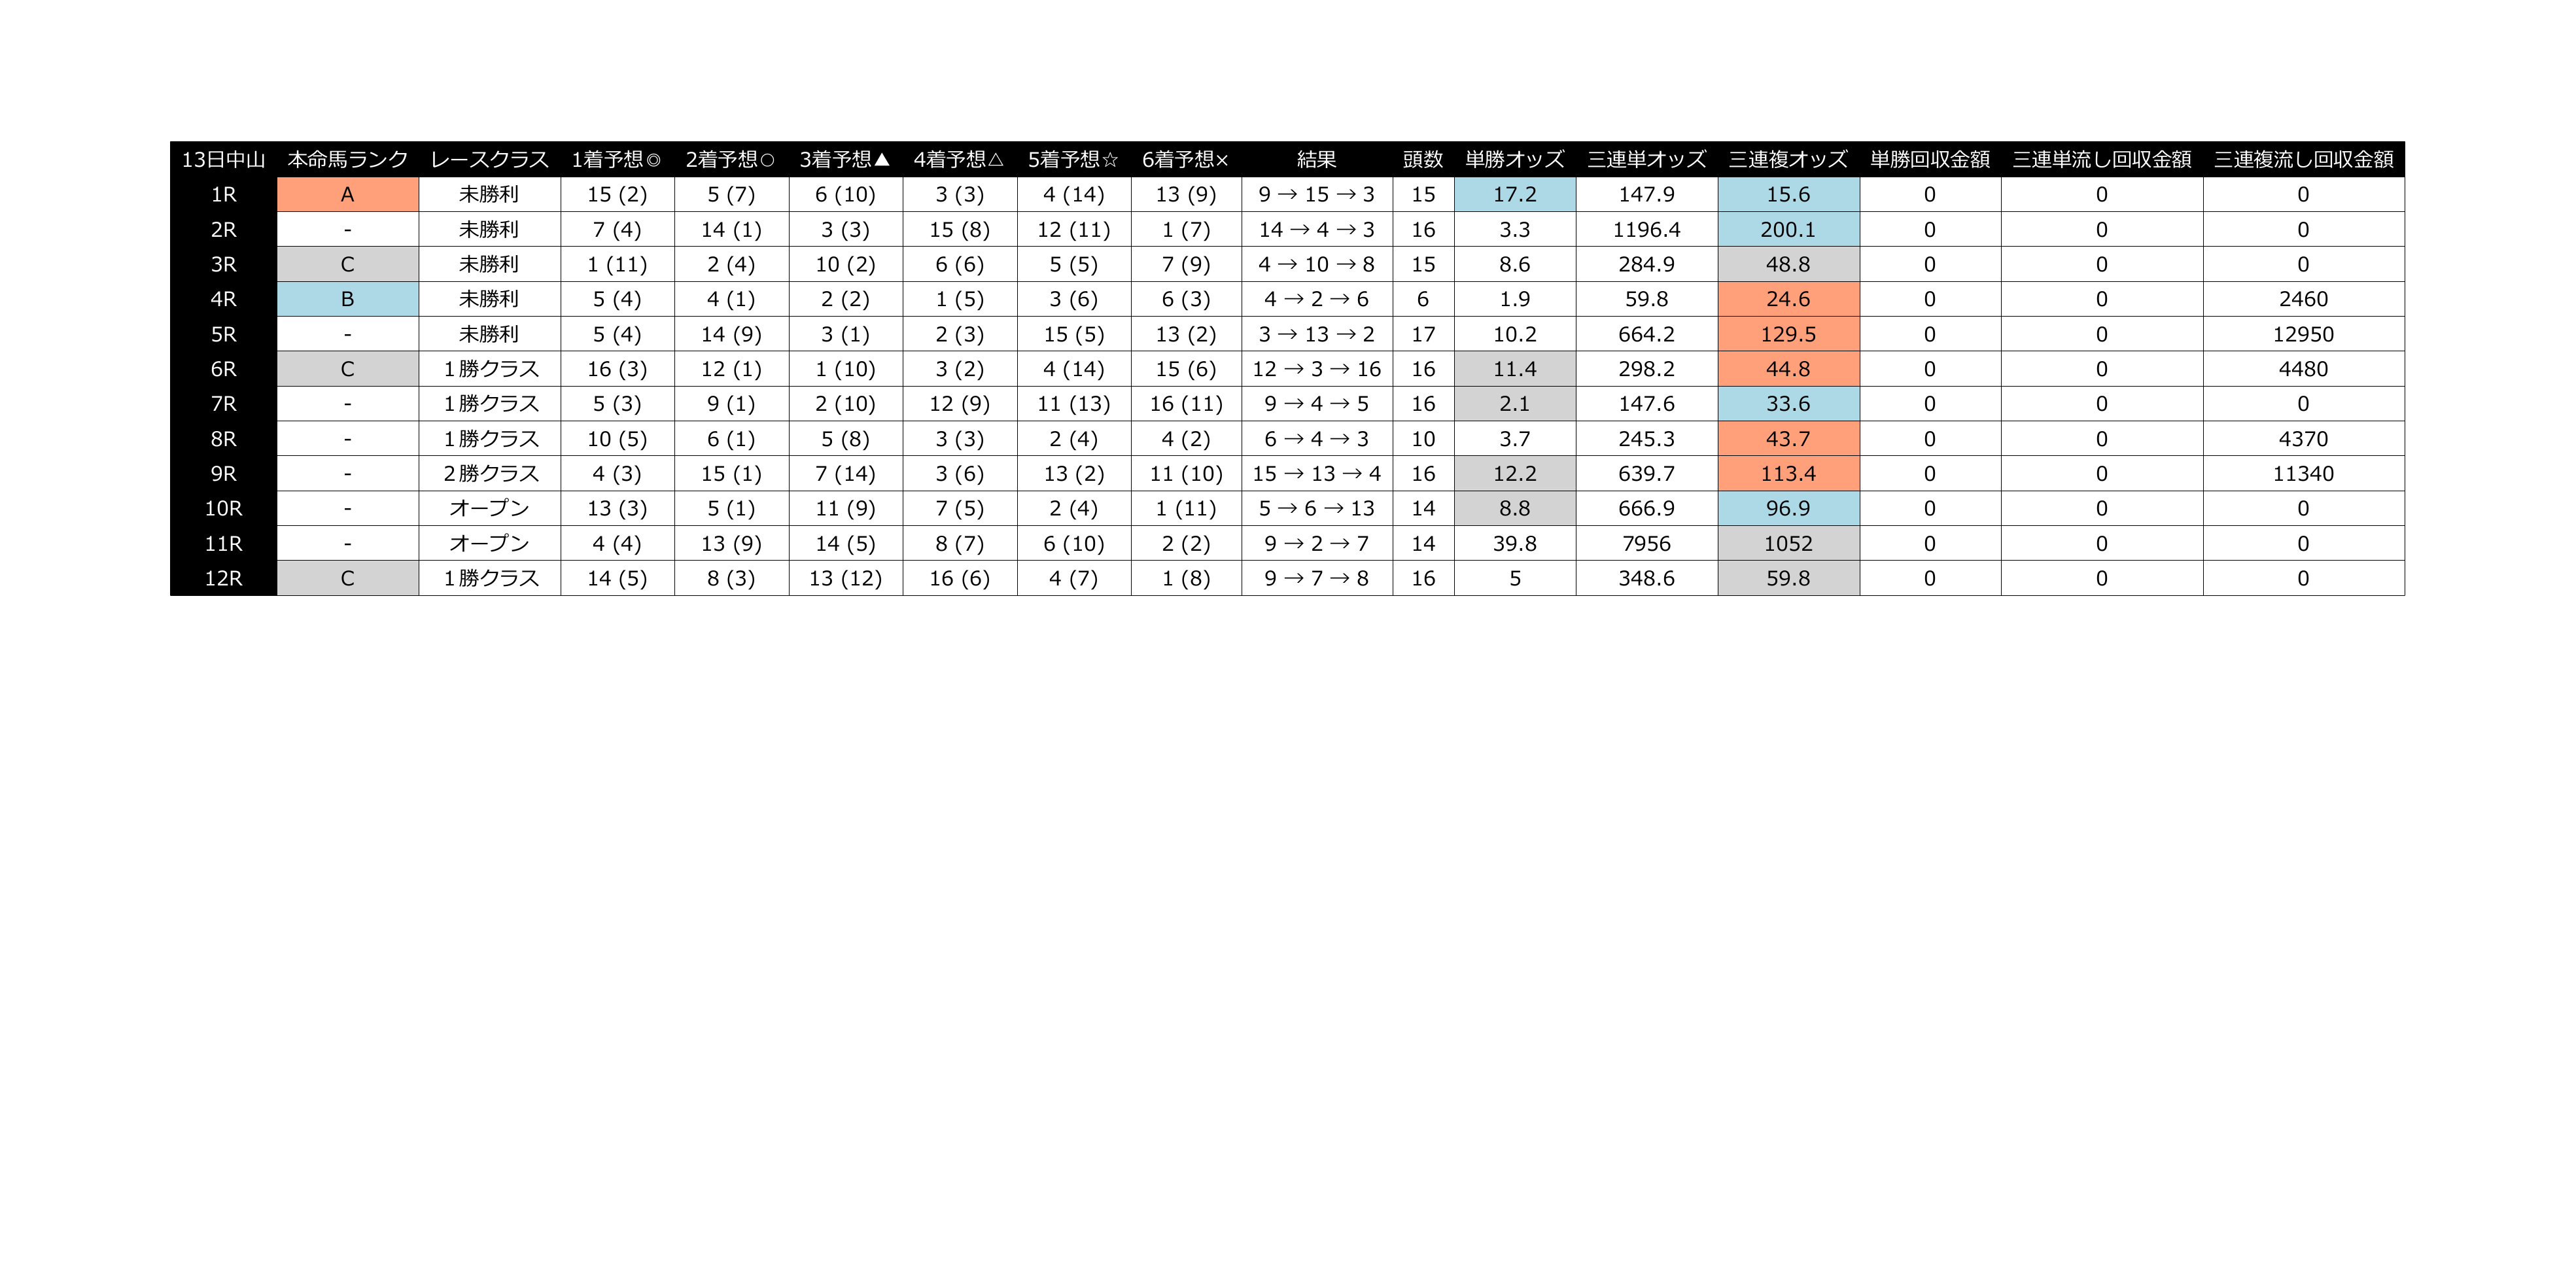 13日中山 本命馬ランク レースクラス 1着予想◎ 2着予想○ 3着予想▲ 4着予想△ 5着予想☆ 6着予想× 結果 頭数 単勝オッズ 三連単オッズ 三連複オッズ 単勝回収金額 三連単流し回収金額 三連複流し回収金額
1R A 未勝利 15 (2) 5 (7) 6 (10) 3 (3) 4 (14) 13 (9) 9 → 15 → 3 15 17.2 147.9 15.6 0 0 0
2R - 未勝利 7 (4) 14 (1) 3 (3) 15 (8) 12 (11) 1 (7) 14 → 4 → 3 16 3.3 1196.4 200.1 0 0 0
3R C 未勝利 1 (11) 2 (4) 10 (2) 6 (6) 5 (5) 7 (9) 4 → 10 → 8 15 8.6 284.9 48.8 0 0 0
4R B 未勝利 5 (4) 4 (1) 2 (2) 1 (5) 3 (6) 6 (3) 4 → 2 → 6 6 1.9 59.8 24.6 0 0 2460
5R - 未勝利 5 (4) 14 (9) 3 (1) 2 (3) 15 (5) 13 (2) 3 → 13 → 2 17 10.2 664.2 129.5 0 0 12950
6R C 1勝クラス 16 (3) 12 (1) 1 (10) 3 (2) 4 (14) 15 (6) 12 → 3 → 16 16 11.4 298.2 44.8 0 0 4480
7R - 1勝クラス 5 (3) 9 (1) 2 (10) 12 (9) 11 (13) 16 (11) 9 → 4 → 5 16 2.1 147.6 33.6 0 0 0
8R - 1勝クラス 10 (5) 6 (1) 5 (8) 3 (3) 2 (4) 4 (2) 6 → 4 → 3 10 3.7 245.3 43.7 0 0 4370
9R - 2勝クラス 4 (3) 15 (1) 7 (14) 3 (6) 13 (2) 11 (10) 15 → 13 → 4 16 12.2 639.7 113.4 0 0 11340
10R - オープン 13 (3) 5 (1) 11 (9) 7 (5) 2 (4) 1 (11) 5 → 6 → 13 14 8.8 666.9 96.9 0 0 0
11R - オープン 4 (4) 13 (9) 14 (5) 8 (7) 6 (10) 2 (2) 9 → 2 → 7 14 39.8 7956 1052 0 0 0
12R C 1勝クラス 14 (5) 8 (3) 13 (12) 16 (6) 4 (7) 1 (8) 9 → 7 → 8 16 5 348.6 59.8 0 0 0